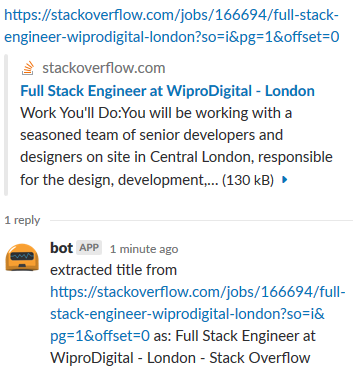 https://stackoverflow.com/jobs/166694/full-stack-
engineer-wiprodigital-london?so=i&pg=1&offset=0
stackoverflow.com
Full Stack Engineer at WiproDigital - London
Work You'll Do:You will be working with a
seasoned team of senior developers and
designers on site in Central London, responsible
for the design, development,... (130 kB)
1 reply
bot APP 1 minute ago
extracted title from
https://stackoverflow.com/jobs/166694/full-
stack-engineer-wiprodigital-london?so=i&
pg=1&offset=0 as: Full Stack Engineer at
WiproDigital - London - Stack Overflow